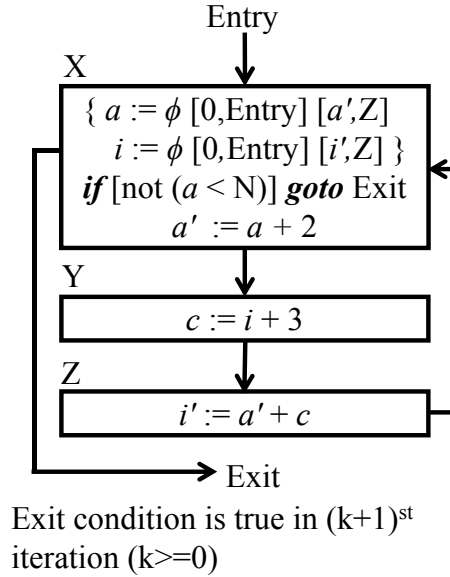 Entry
X
{ a := ϕ [0,Entry] [a′,Z]
i := ϕ [0,Entry] [i′,Z] }
if [not (a < N)] goto Exit
a′ := a + 2
Y
c := i + 3
Z
i′ := a′ + c
Exit
Exit condition is true in (k+1)st
iteration (k>=0)